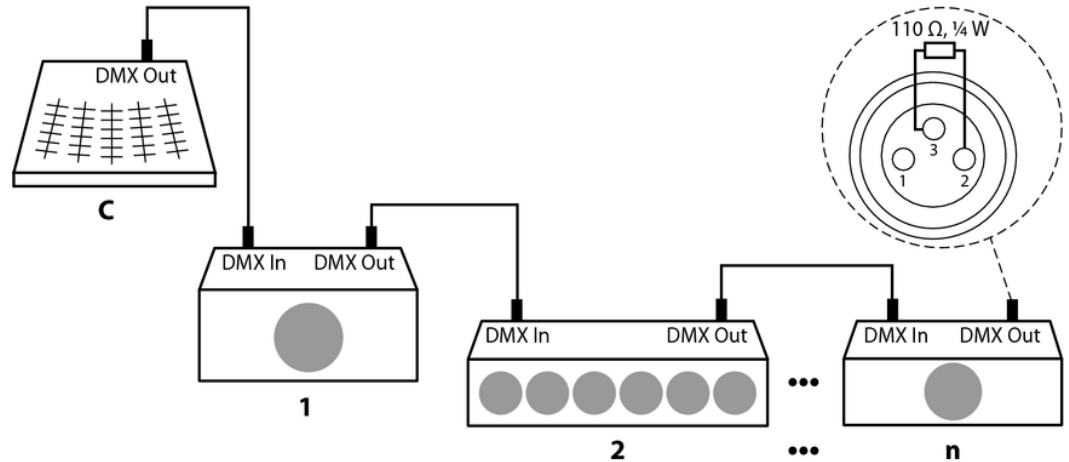 110 Ω, ¼ W
DMX Out
3
1 2
C
DMX In DMX Out
1
DMX In DMX Out
•••
2
•••
DMX In DMX Out
n